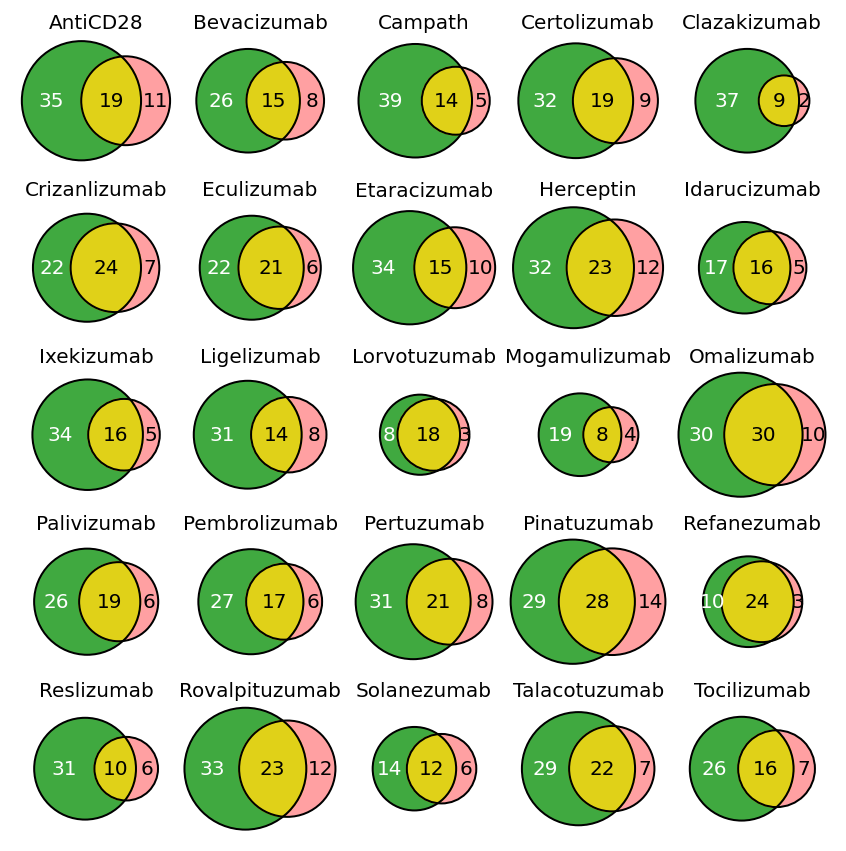 AntiCD28 Bevacizumab Campath Certolizumab Clazakizumab
35 19 11 26 15 8 39 14 5 32 19 9 37 9 2
Crizanlizumab Eculizumab Etaracizumab Herceptin Idarucizumab
22 24 7 22 21 6 34 15 10 32 23 12 17 16 5
Ixekizumab Ligelizumab Lorvotuzumab Mogamulizumab Omalizumab
34 16 5 31 14 8 8 18 3 19 8 4 30 30 10
Palivizumab Pembrolizumab Pertuzumab Pinatuzumab Refanezumab
26 19 6 27 17 6 31 21 8 29 28 14 10 24 3
Reslizumab Rovalpituzumab Solanezumab Talacotuzumab Tocilizumab
31 10 6 33 23 12 14 12 6 29 22 7 26 16 7